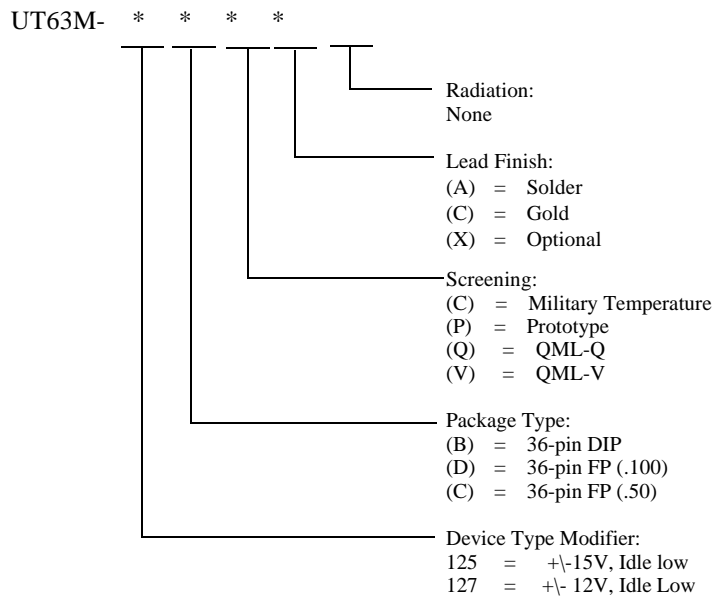 UT63M- * * * *
Radiation:
None
Lead Finish:
(A) = Solder
(C) = Gold
(X) = Optional
Screening:
(C) = Military Temperature
(P) = Prototype
(Q) = QML-Q
(V) = QML-V
Package Type:
(B) = 36-pin DIP
(D) = 36-pin FP (.100)
(C) = 36-pin FP (.50)
Device Type Modifier:
125 = +\-15V, Idle low
127 = +\- 12V, Idle Low